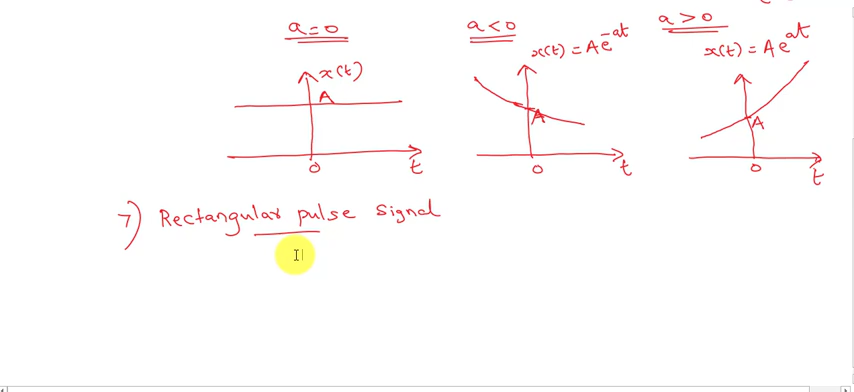 a=0
a<0
a>0
x(t)=Ae^-at
x(t)=Ae^at
x(t)
A
0
t
A
0
t
A
0
t
7) Rectangular pulse signal